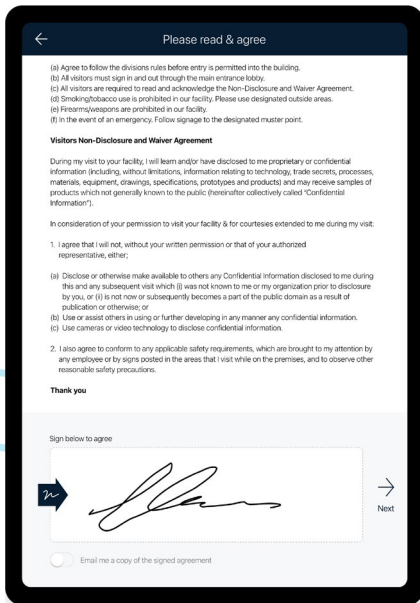 Please read & agree
(a) Agree to follow the divisions rules before entry is permitted into the building.
(b) All visitors must sign in and out through the main entrance lobby.
(c) All visitors are required to read and acknowledge the Non-Disclosure and Waiver Agreement.
(d) Smoking/tobacco use is prohibited in our facility. Please use designated outside areas.
(e) Firearms/weapons are prohibited in our facility.
(f) In the event of an emergency. Follow signage to the designated muster point.
Visitors Non-Disclosure and Waiver Agreement
During my visit to your facility, I will learn and/or have disclosed to me proprietary or confidential
information (including, without limitations, information relating to technology, trade secrets, processes,
materials, equipment, drawings, specifications, prototypes and products) and may receive samples of
products which not generally known to the public (hereinafter collectively called "Confidential
Information").
In consideration of your permission to visit your facility & for courtesies extended to me during my visit:
1. I agree that I will not, without your written permission or that of your authorized
representative, either;
(a) Disclose or otherwise make available to others any Confidential Information disclosed to me during
this and any subsequent visit which (i) was not known to me or my organization prior to disclosure
by you, or (ii) is not now or subsequently becomes a part of the public domain as a result of
publication or otherwise; or
(b) Use or assist others in using or further developing in any manner any confidential information.
(c) Use cameras or video technology to disclose confidential information.
2. I also agree to conform to any applicable safety requirements, which are brought to my attention by
any employee or by signs posted in the areas that I visit while on the premises, and to observe other
reasonable safety precautions.
Thank you
Sign below to agree
Next
Email me a copy of the signed agreement